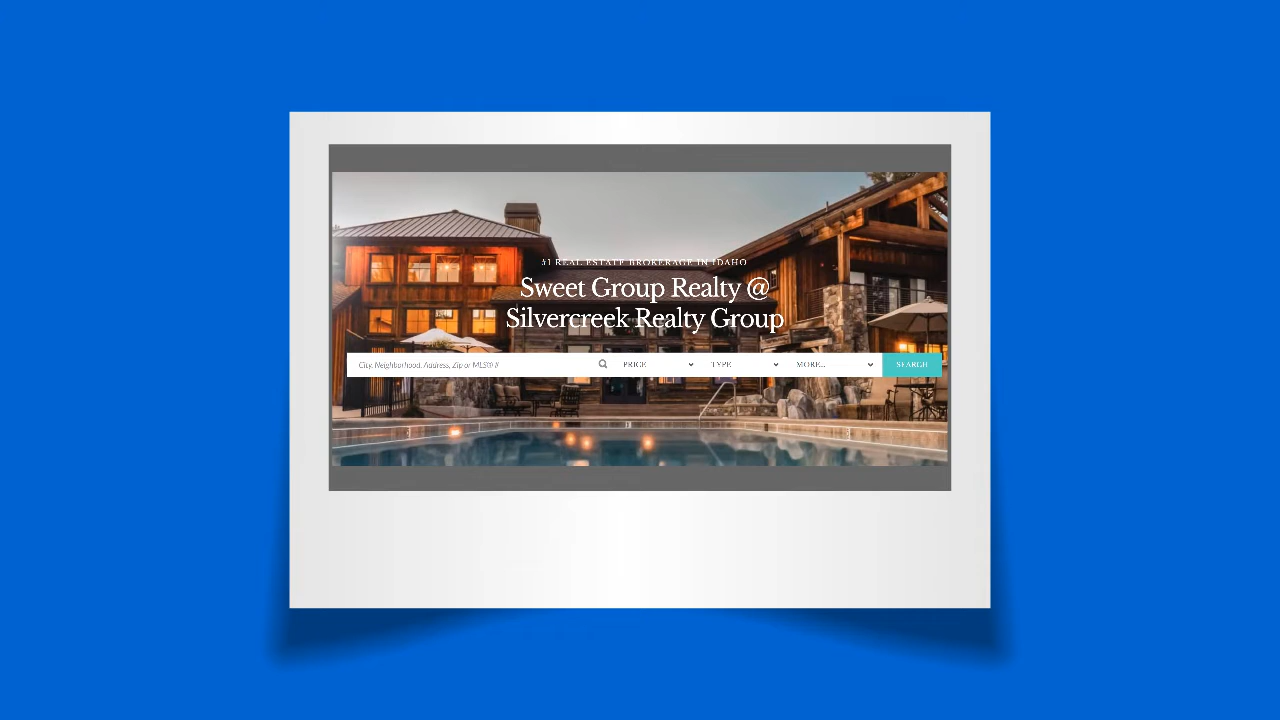 #1 REAL ESTATE BROKERAGE IN IDAHO
Sweet Group Realty @
Silvercreek Realty Group
City, Neighborhood, Address, Zip or MLS® # PRICE TYPE MORE... SEARCH